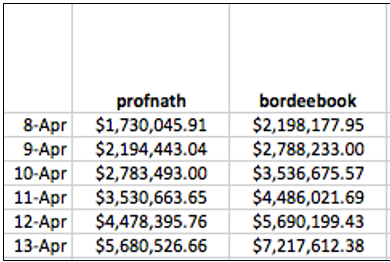 profnath bordeebook
8-Apr $1,730,045.91 $2,198,177.95
9-Apr $2,194,443.04 $2,788,233.00
10-Apr $2,783,493.00 $3,536,675.57
11-Apr $3,530,663.65 $4,486,021.69
12-Apr $4,478,395.76 $5,690,199.43
13-Apr $5,680,526.66 $7,217,612.38